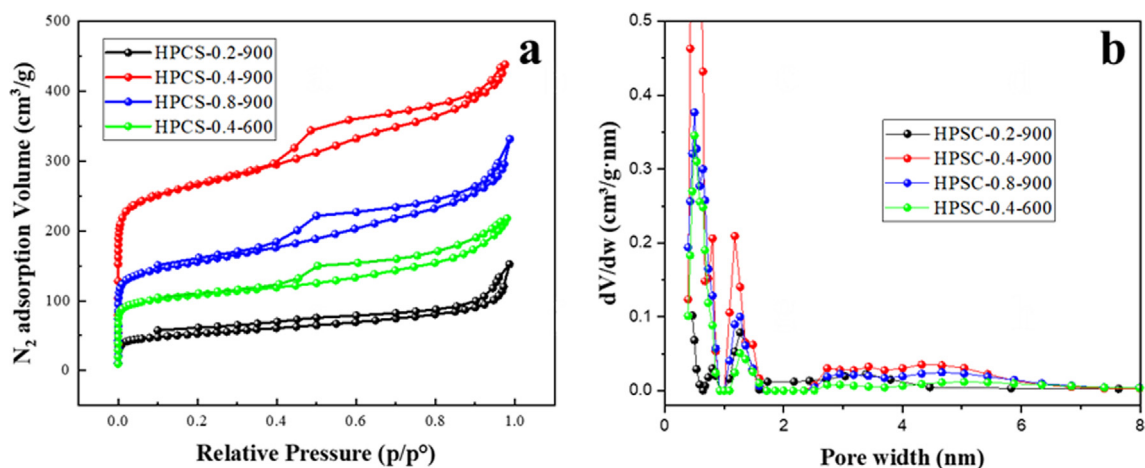 a
N2 adsorption Volume (cm³/g)
500
400
300
200
100
0
HPCS-0.2-900
HPCS-0.4-900
HPCS-0.8-900
HPCS-0.4-600
0.0 0.2 0.4 0.6 0.8 1.0
Relative Pressure (p/p°)
b
dV/dw (cm³/g·nm)
0.5
0.4
0.3
0.2
0.1
0.0
HPSC-0.2-900
HPSC-0.4-900
HPSC-0.8-900
HPSC-0.4-600
0 2 4 6 8
Pore width (nm)